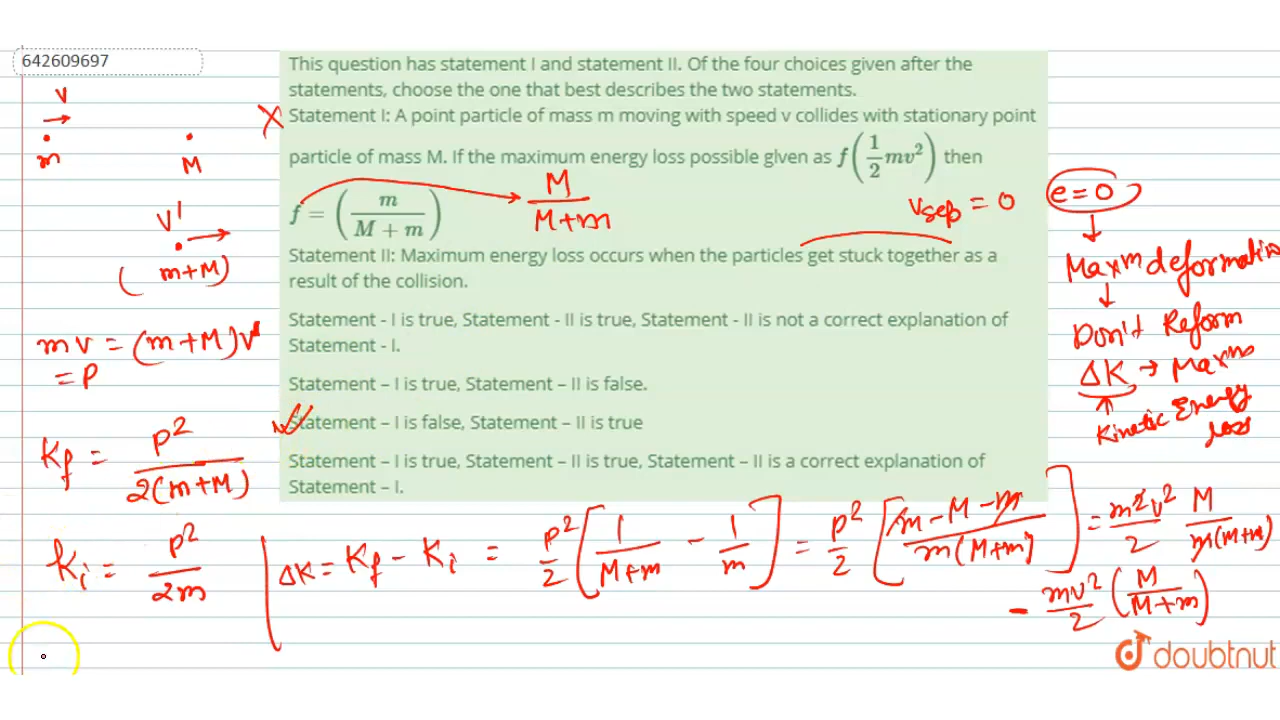 642609697
This question has statement I and statement II. Of the four choices given after the
statements, choose the one that best describes the two statements.
Statement I: A point particle of mass m moving with speed v collides with stationary point
particle of mass M. If the maximum energy loss possible given as f(1/2 mv²) then
f = (m/(M + m))
Statement II: Maximum energy loss occurs when the particles get stuck together as a
result of the collision.
Statement - I is true, Statement - II is true, Statement - II is not a correct explanation of
Statement - I.
Statement – I is true, Statement – II is false.
Statement - I is false, Statement – II is true
Statement – I is true, Statement – II is true, Statement – II is a correct explanation of
Statement – I.
v
m M
v'
(m+M)
mv = (m+M)v'
= P
Kf = P²/2(m+M)
Ki = P²/2m
X
M/(M+m)
vsep = 0
e = 0
Maxm deformation
Don't Reform
ΔK → Maxm
Kinetic Energy
loss
ΔK = Kf - Ki = P²/2 [1/(M+m) - 1/m] = P²/2 [(m-M-m)/(m(M+m))] = m²v²/2 M/(m(M+m))
- mv²/2 (M/(M+m))
doubtnut